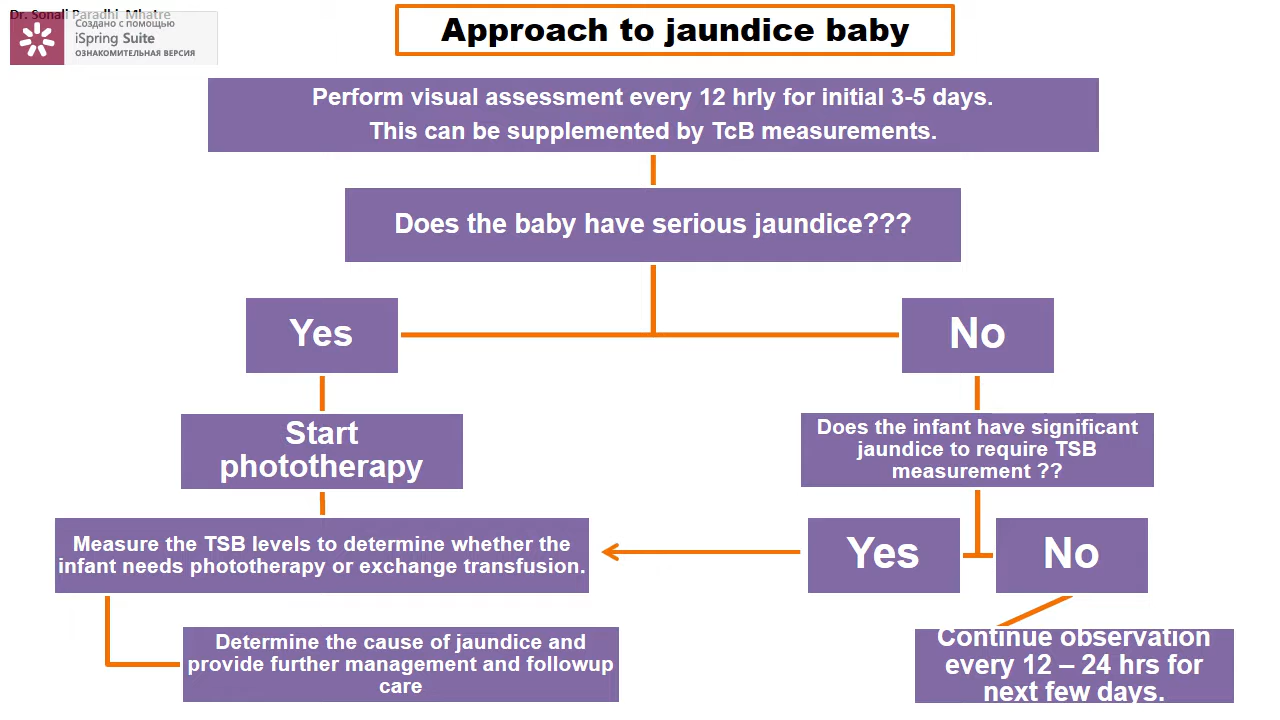 Dr. Sonali Paradhi Mhatre
Создано с помощью
iSpring Suite
ОЗНАКОМИТЕЛЬНАЯ ВЕРСИЯ
Approach to jaundice baby
Perform visual assessment every 12 hrly for initial 3-5 days.
This can be supplemented by TcB measurements.
Does the baby have serious jaundice???
Yes
No
Start
phototherapy
Does the infant have significant
jaundice to require TSB
measurement ??
Measure the TSB levels to determine whether the
infant needs phototherapy or exchange transfusion.
Yes
No
Determine the cause of jaundice and
provide further management and followup
care
Continue observation
every 12 – 24 hrs for
next few days.